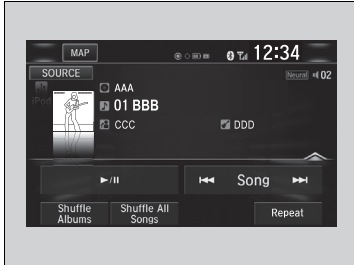 MAP
12:34
SOURCE
Neural 02
iPod
AAA
01 BBB
CCC
DDD
Song
Shuffle Albums
Shuffle All Songs
Repeat